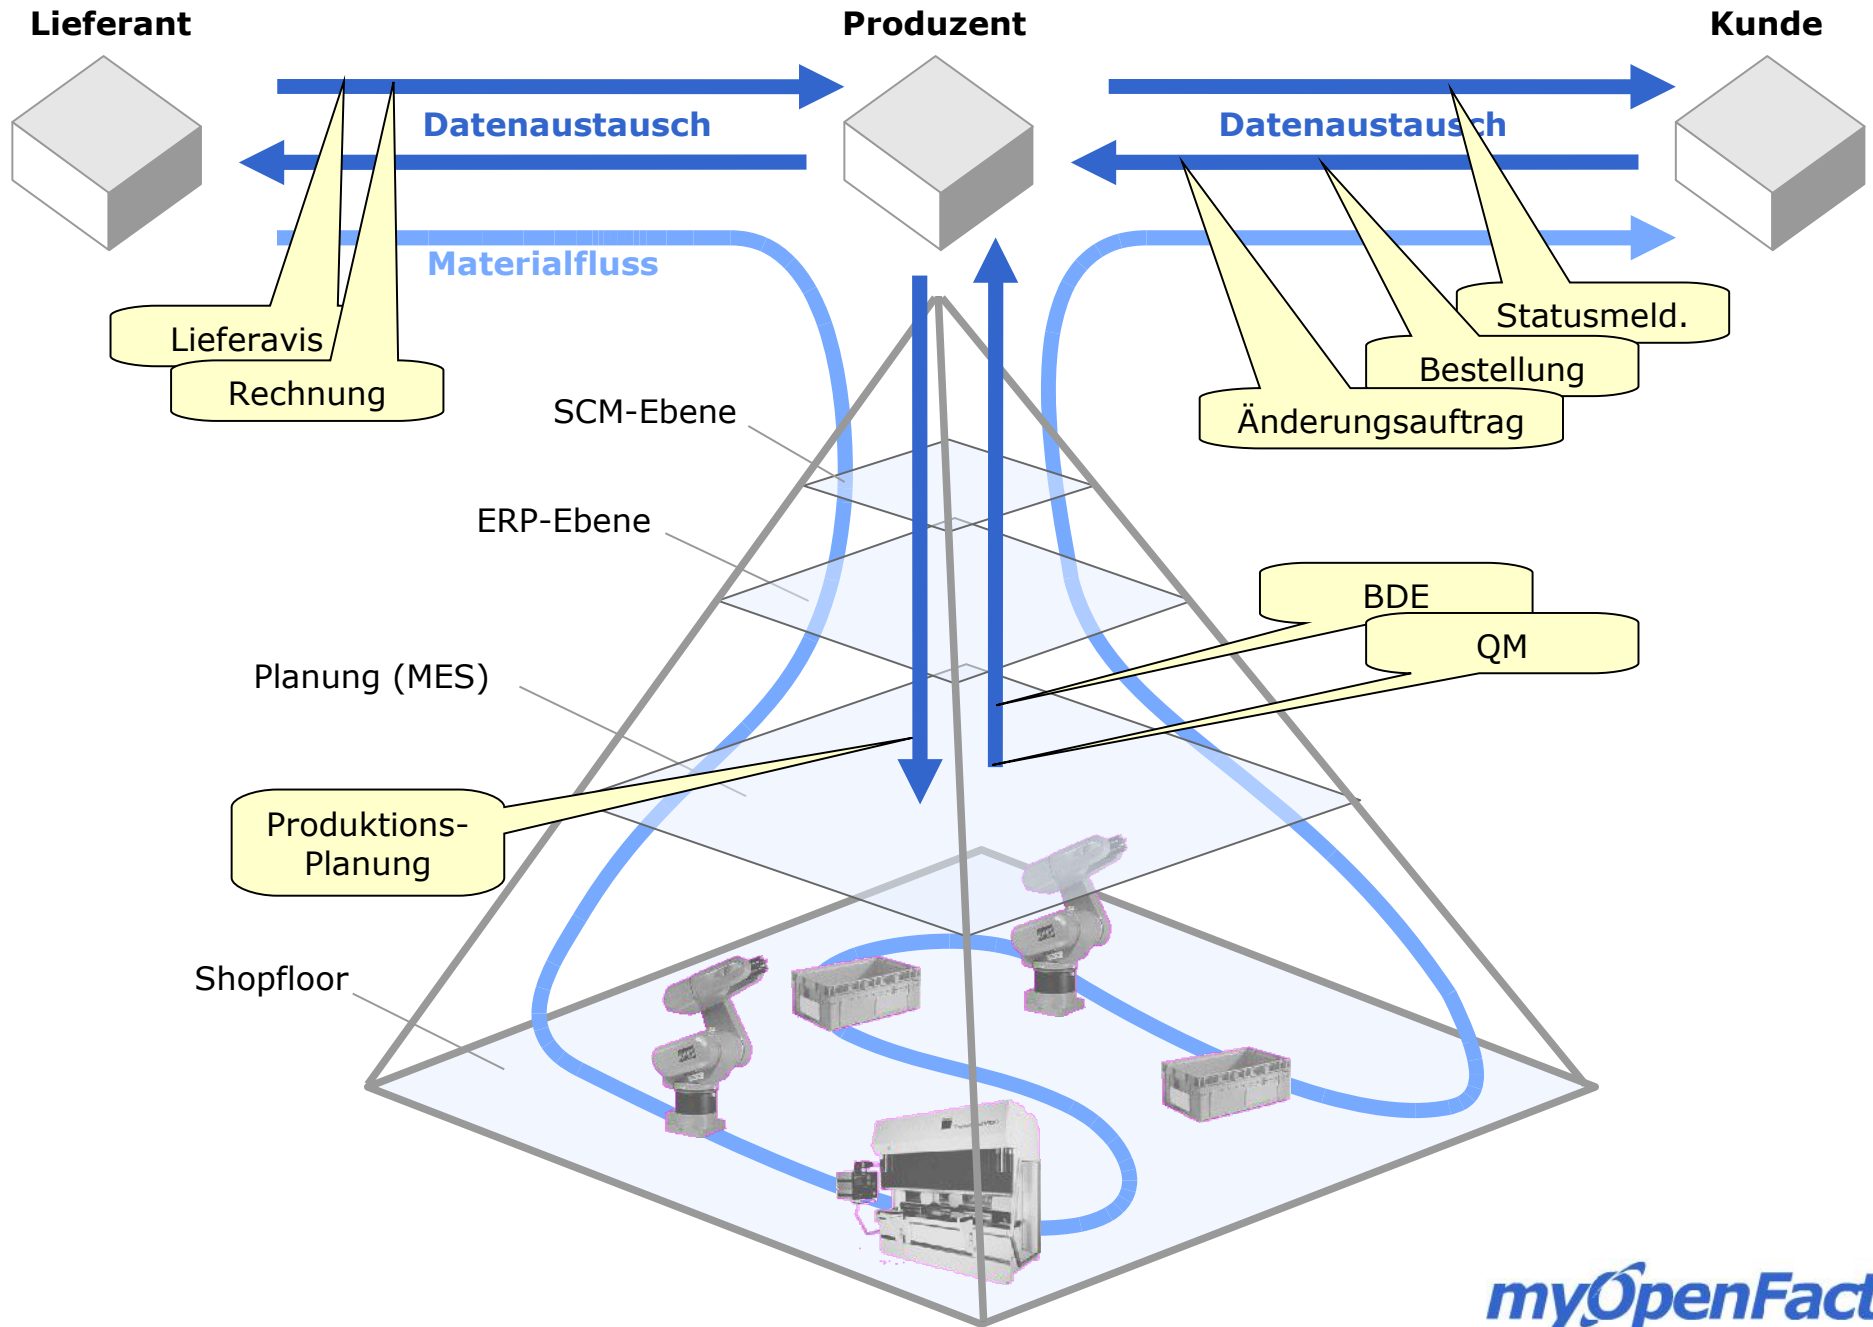 Lieferant
Produzent
Kunde
Datenaustausch
Datenaustausch
Materialfluss
Lieferavis
Rechnung
Statusmeld.
Bestellung
Änderungsauftrag
SCM-Ebene
ERP-Ebene
BDE
QM
Planung (MES)
Produktions-
Planung
Shopfloor
myOpenFact